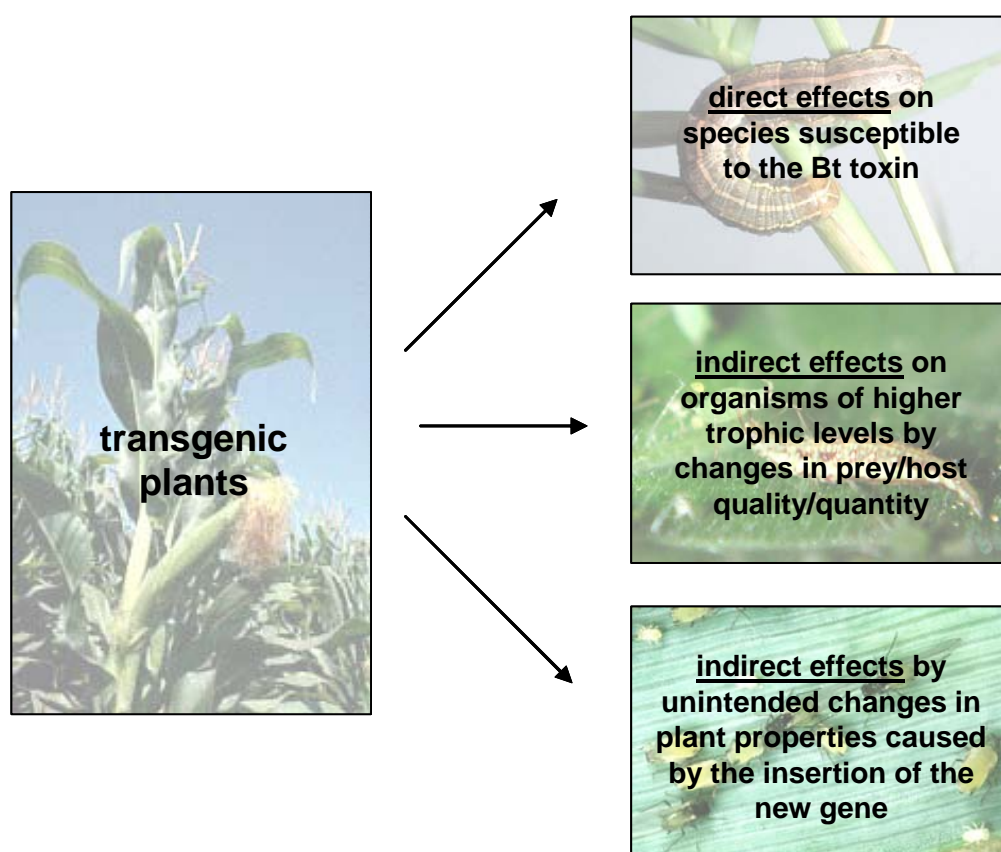 transgenic
plants
direct effects on
species susceptible
to the Bt toxin
indirect effects on
organisms of higher
trophic levels by
changes in prey/host
quality/quantity
indirect effects by
unintended changes in
plant properties caused
by the insertion of the
new gene